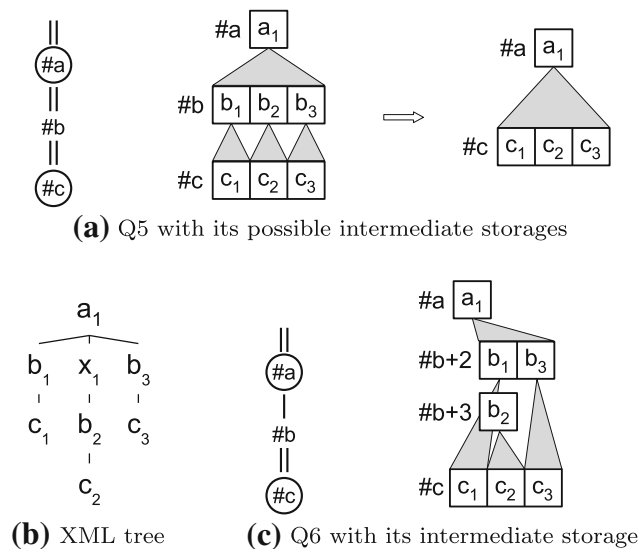 #a
#b
#c
#a a₁
#b b₁ b₂ b₃
#c c₁ c₂ c₃
#a a₁
#c c₁ c₂ c₃
(a) Q5 with its possible intermediate storages
a₁
b₁ x₁ b₃
c₁ b₂ c₃
c₂
(b) XML tree
#a
#b
#c
#a a₁
#b+2 b₁ b₃
#b+3 b₂
#c c₁ c₂ c₃
(c) Q6 with its intermediate storage